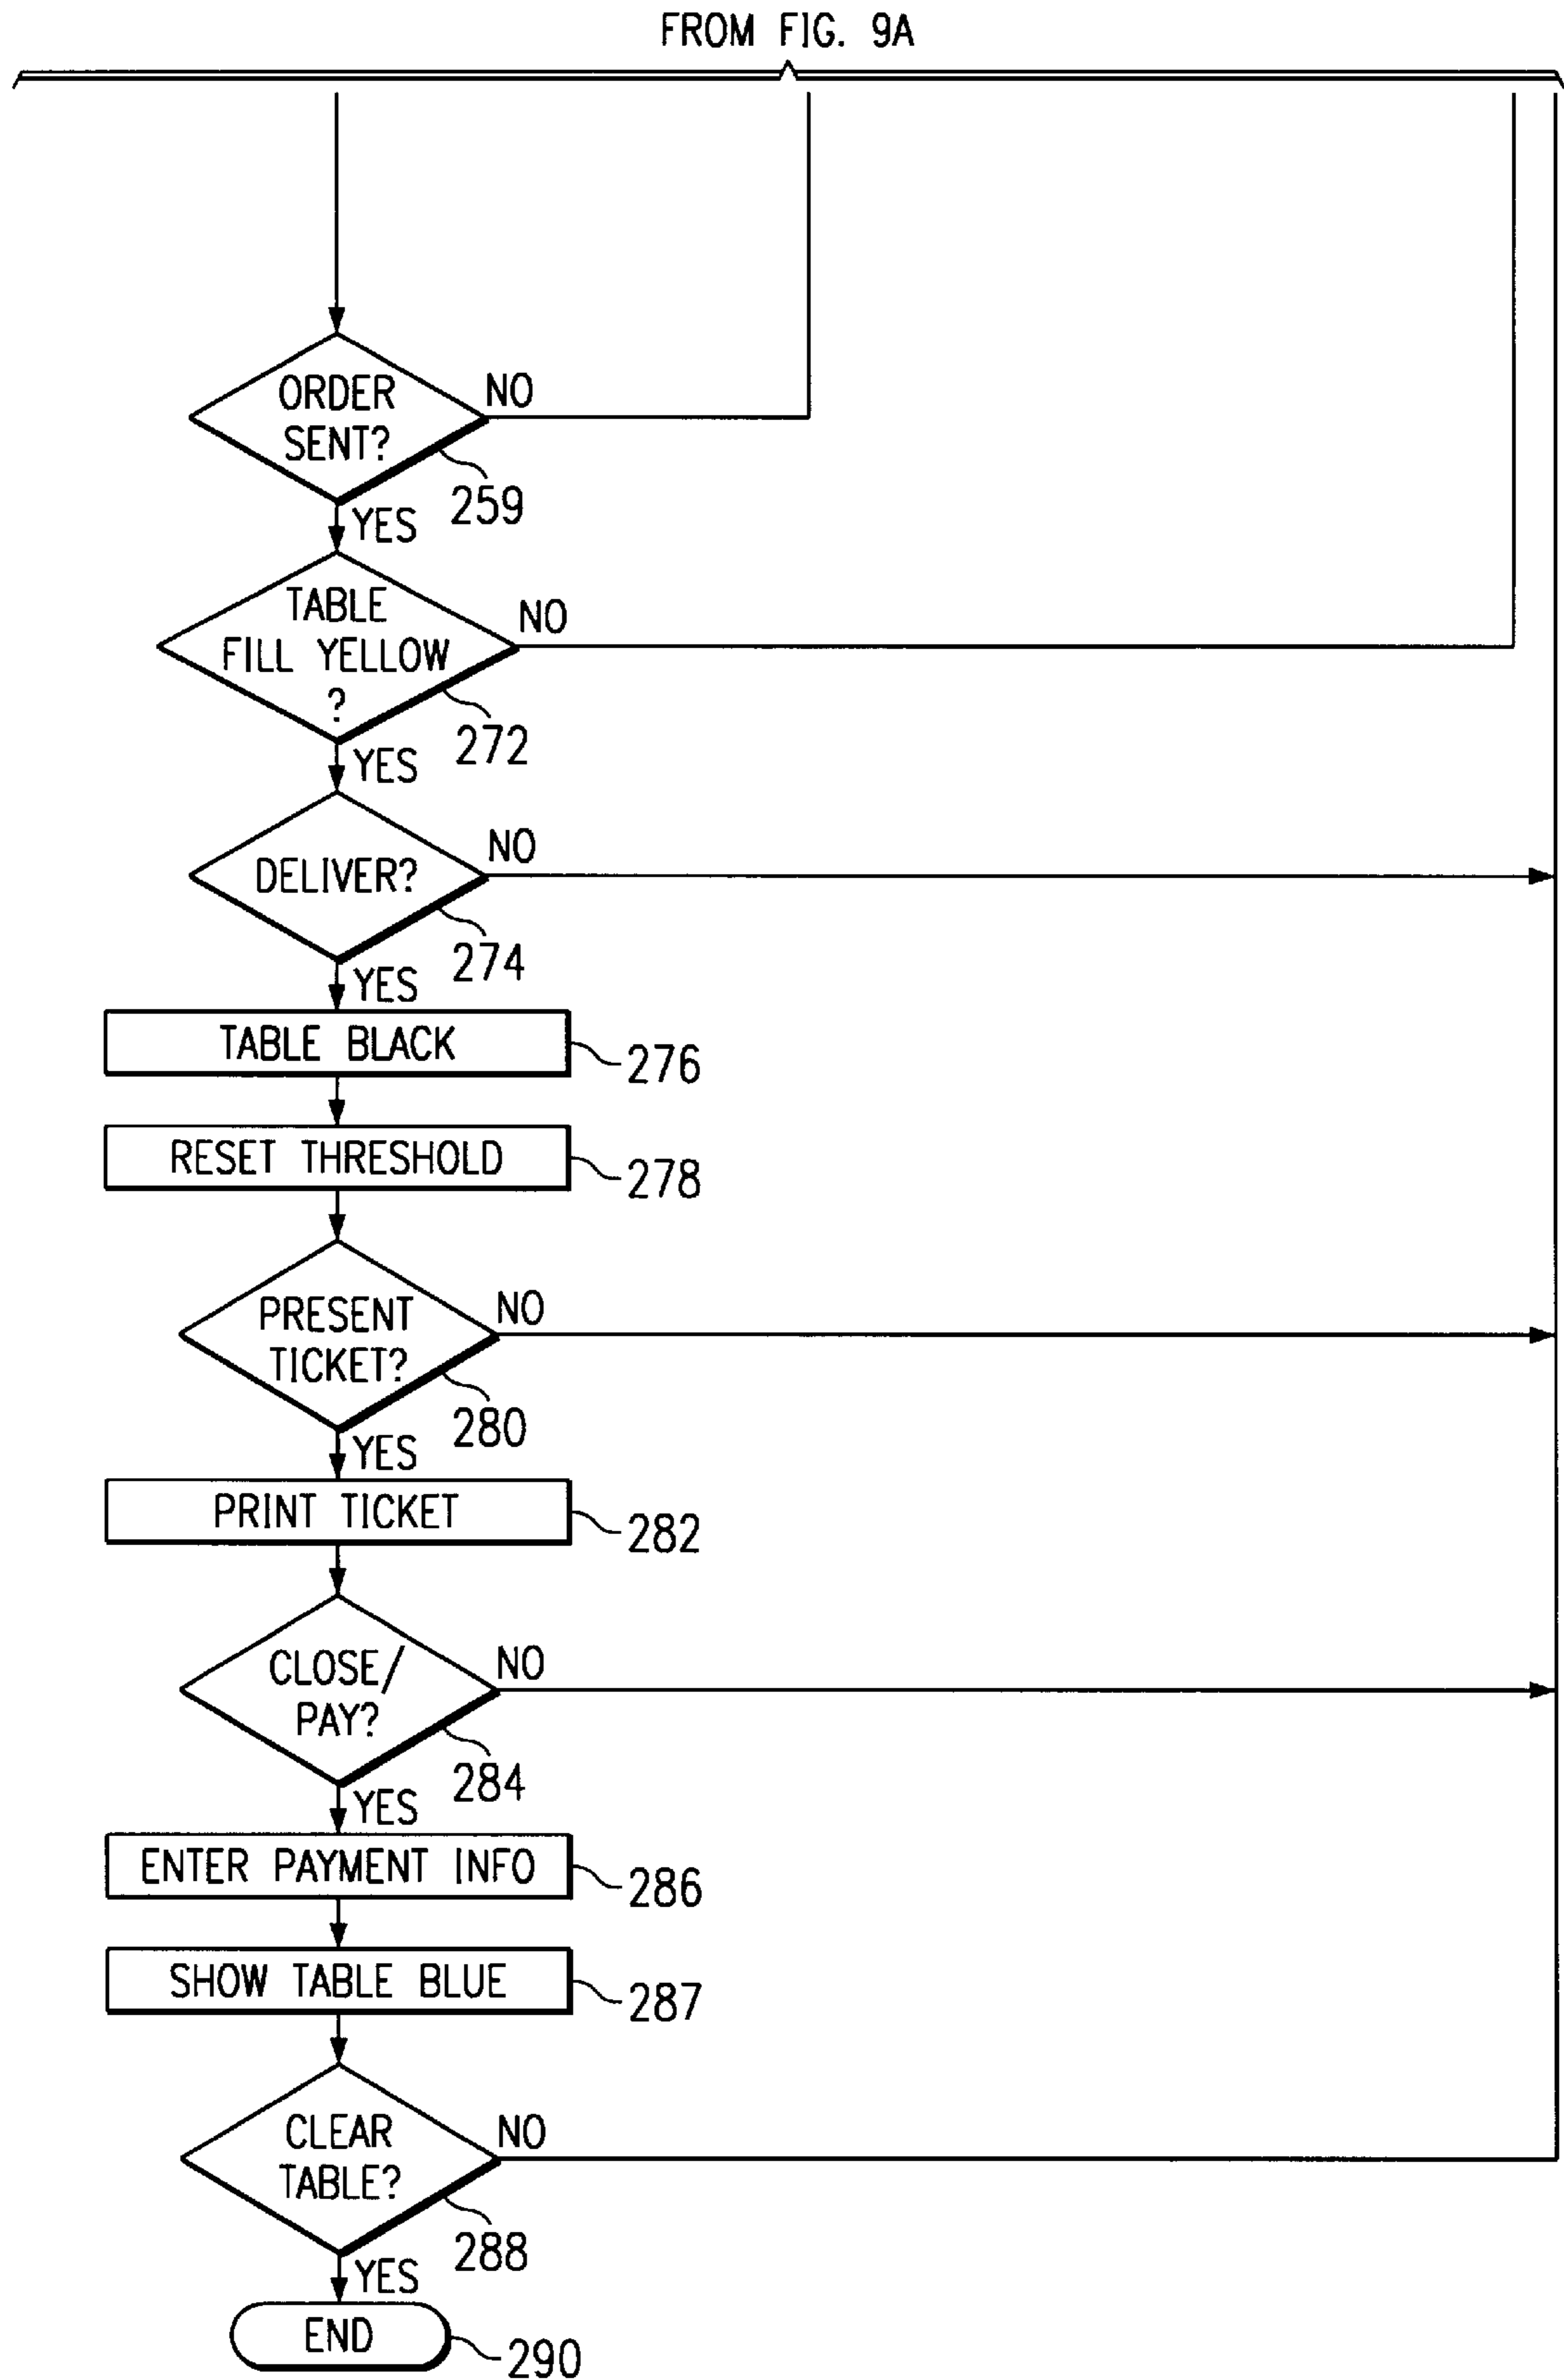 FROM FIG. 9A
ORDER
SENT?
NO
259
YES
TABLE
FILL YELLOW
?
NO
272
YES
DELIVER?
NO
274
YES
TABLE BLACK
276
RESET THRESHOLD
278
PRESENT
TICKET?
NO
280
YES
PRINT TICKET
282
CLOSE/
PAY?
NO
284
YES
ENTER PAYMENT INFO
286
SHOW TABLE BLUE
287
CLEAR
TABLE?
NO
288
YES
END
290